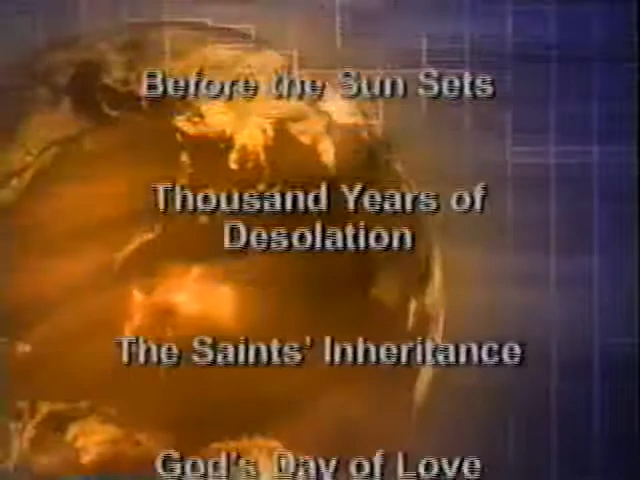 Before the Sun Sets
Thousand Years of
Desolation
The Saints' Inheritance
God's Day of Love